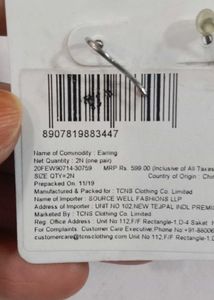 8907819883447
Name of Commodity : Earring
Net Quantity : 2N (one pair)
20FEW90714-30759 MRP Rs. 599.00 (Inclusive of All Taxes
SIZE QTY=2N Country of Origin : Chi
Prepacked On. 11/19
Manufactured & Packed for : TCNS Clothing Co. Limited
Name of Importer : SOURCE WELL FASHIONS LLP
Address of Importer : UNIT NO 102,NEW TEJPAL IND. PREMI
Marketed By : TCNS Clothing Co. Limited
Reg. Office Address : Unit No 112,F/F Rectangle-1,D-4 Saket
For Complaints Customer Care Executive:Phone no +91-88006
customercare@tcnsclothing.com Unit No 112,F/F Rectangle-1